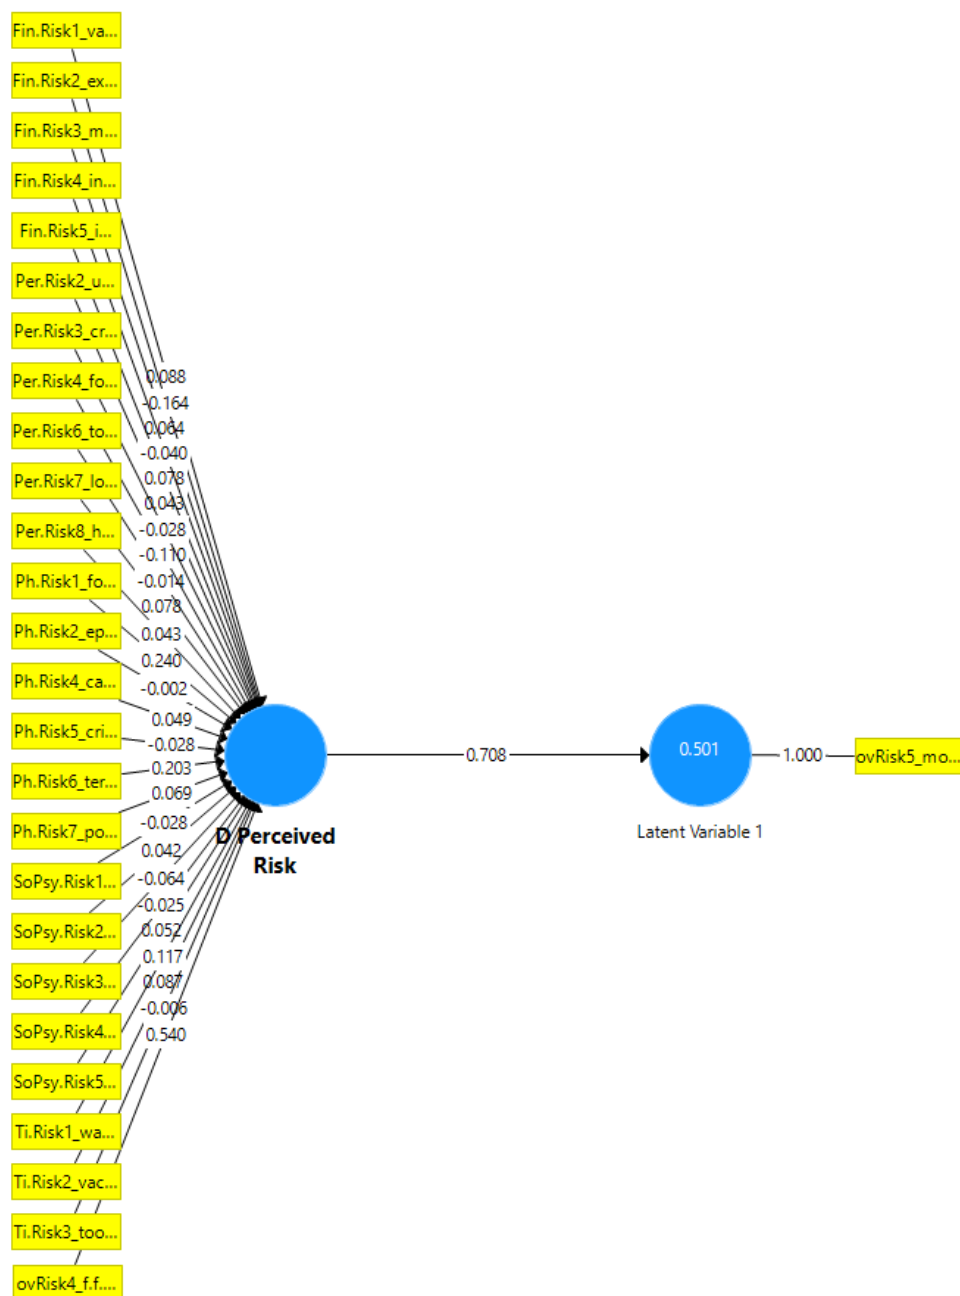 Fin.Risk1_va...
Fin.Risk2_ex...
Fin.Risk3_m...
Fin.Risk4_in...
Fin.Risk5_i...
Per.Risk2_u...
Per.Risk3_cr...
Per.Risk4_fo...
Per.Risk6_to...
Per.Risk7_lo...
Per.Risk8_h...
Ph.Risk1_fo...
Ph.Risk2_ep...
Ph.Risk4_ca...
Ph.Risk5_cri...
Ph.Risk6_ter...
Ph.Risk7_po...
SoPsy.Risk1...
SoPsy.Risk2...
SoPsy.Risk3...
SoPsy.Risk4...
SoPsy.Risk5...
Ti.Risk1_wa...
Ti.Risk2_vac...
Ti.Risk3_too...
ovRisk4_f.f....
0.088
-0.164
0.064
-0.040
0.078
0.043
-0.028
-0.110
-0.014
0.078
0.043
0.240
-0.002
0.049
-0.028
0.203
0.069
-0.028
0.042
-0.064
-0.025
0.052
0.117
0.087
-0.006
0.540
D Perceived
Risk
0.708
0.501
Latent Variable 1
1.000
ovRisk5_mo...